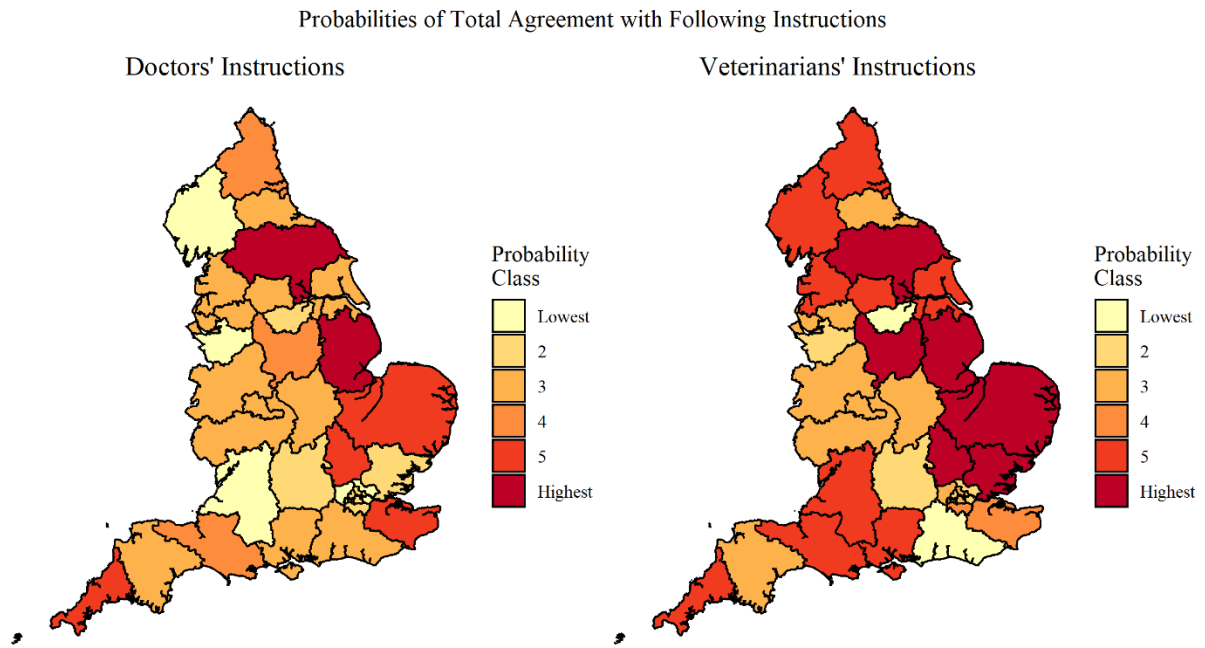 Probabilities of Total Agreement with Following Instructions
Doctors' Instructions
Veterinarians' Instructions
Probability
Class
Lowest
2
3
4
5
Highest
Probability
Class
Lowest
2
3
4
5
Highest